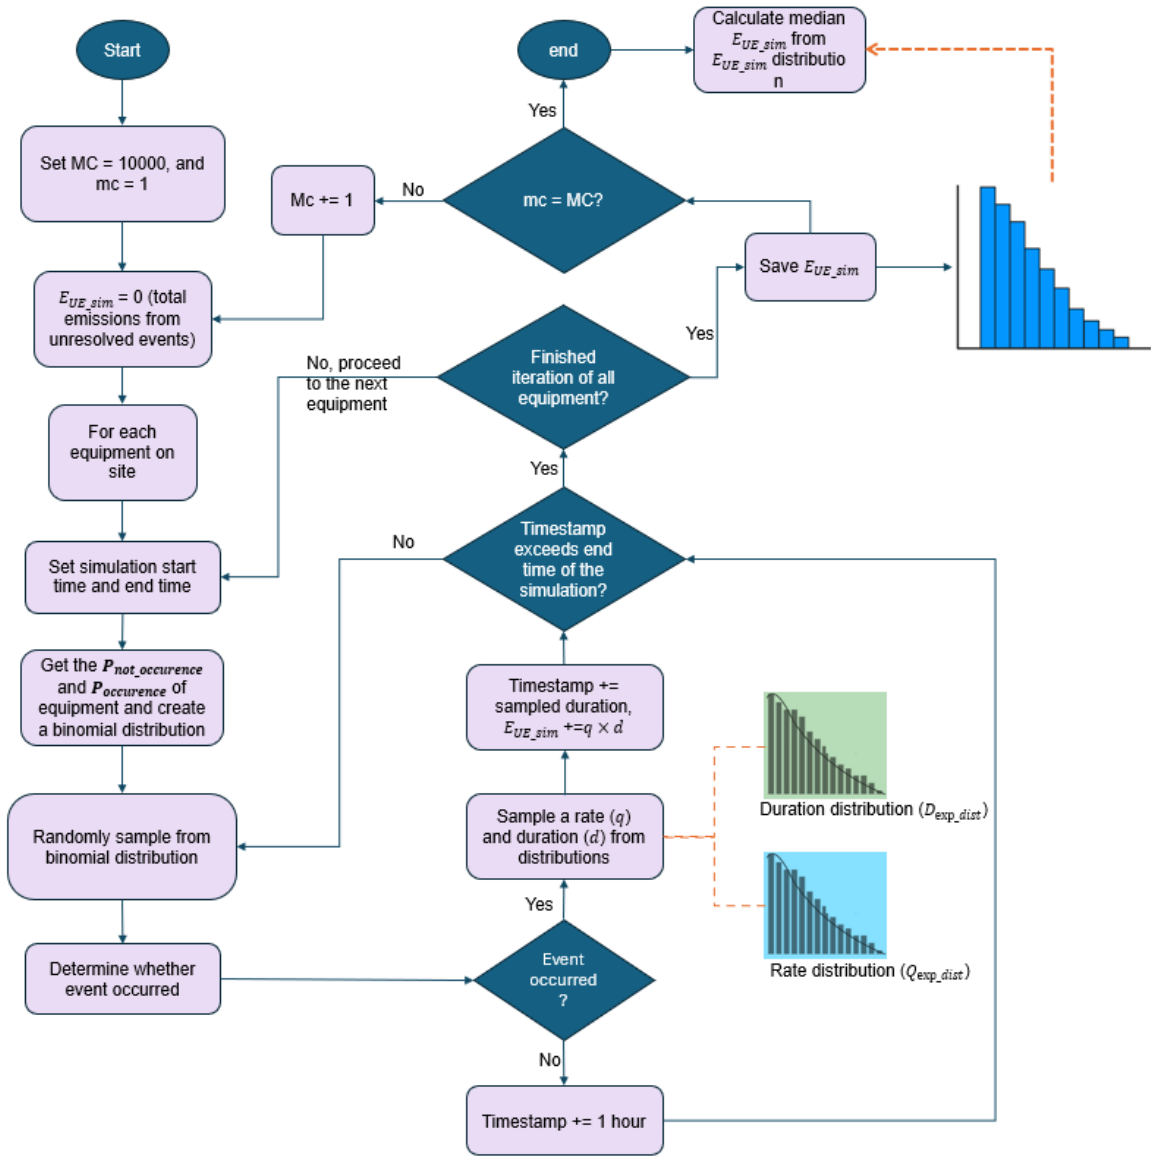 Start
end
Calculate median
E_UE_sim from
E_UE_sim distributio
n
Yes
Set MC = 10000, and
mc = 1
Mc += 1
No
mc = MC?
Save E_UE_sim
E_UE_sim = 0 (total
emissions from
unresolved events)
Yes
No, proceed
to the next
equipment
Finished
iteration of all
equipment?
For each
equipment on
site
Yes
No
Timestamp
exceeds end
time of the
simulation?
Set simulation start
time and end time
Get the P_not_occurence
and P_occurence of
equipment and create
a binomial distribution
Timestamp +=
sampled duration,
E_UE_sim +=q × d
Duration distribution (D_exp_dist)
Randomly sample from
binomial distribution
Sample a rate (q)
and duration (d) from
distributions
Yes
Determine whether
event occurred
Event
occurred
?
Rate distribution (Q_exp_dist)
No
Timestamp += 1 hour